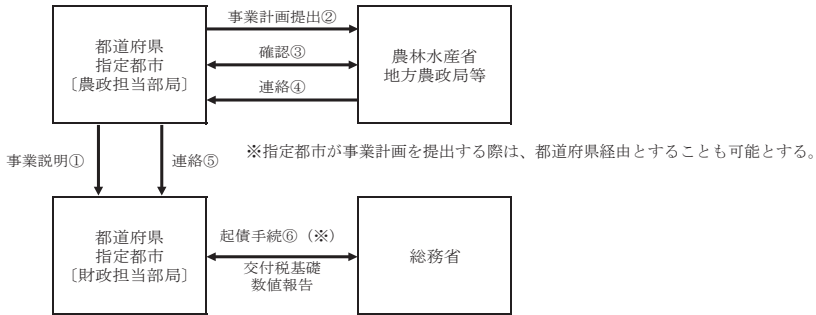 事業計画提出②
都道府県
指定都市
〔農政担当部局〕
確認③
連絡④
農林水産省
地方農政局等
事業説明①
連絡⑤
※指定都市が事業計画を提出する際は、都道府県経由とすることも可能とする。
都道府県
指定都市
〔財政担当部局〕
起債手続⑥（※）
交付税基礎
数値報告
総務省